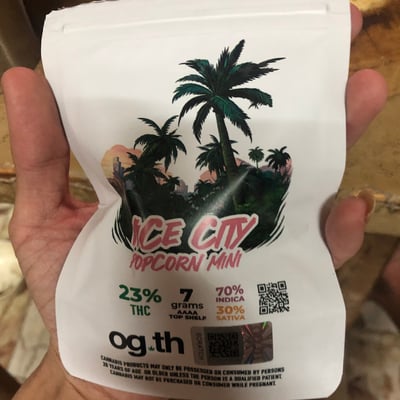 VICE CITY
POPCORN MINI
23%
THC
7
grams
AAAA
TOP SHELF
70%
INDICA
30%
SATIVA
og.th
CANNABIS PRODUCTS MAY ONLY BE POSSESSED OR CONSUMED BY PERSONS
20 YEARS OF AGE OR OLDER UNLESS THE PERSON IS A QUALIFIED PATIENT.
CANNABIS MAY NOT BE PURCHASED OR CONSUMED WHILE PREGNANT.